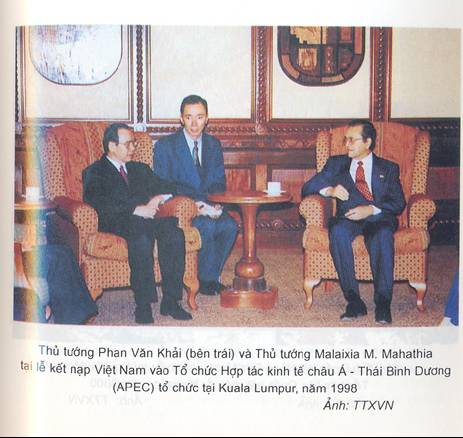 Thủ tướng Phan Văn Khải (bên trái) và Thủ tướng Malaixia M. Mahathia
tại lễ kết nạp Việt Nam vào Tổ chức Hợp tác kinh tế châu Á - Thái Bình Dương
(APEC) tổ chức tại Kuala Lumpur, năm 1998
Ảnh: TTXVN